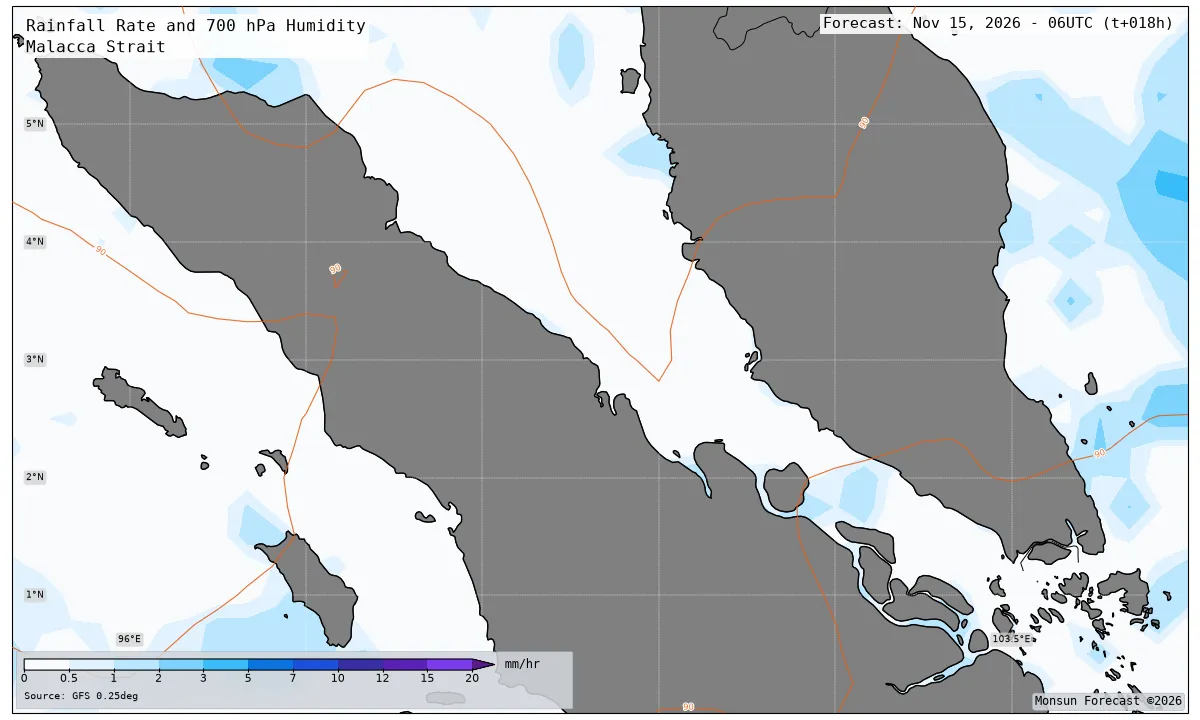 Rainfall Rate and 700 hPa Humidity
Malacca Strait
Forecast: Nov 15, 2026 - 06UTC (t+018h)
90
5°N
4°N
90
90
3°N
90
2°N
1°N
96°E
103.5°E
mm/hr
0 0.5 1 2 3 5 7 10 12 15 20
Source: GFS 0.25deg
90
Monsun Forecast ©2026